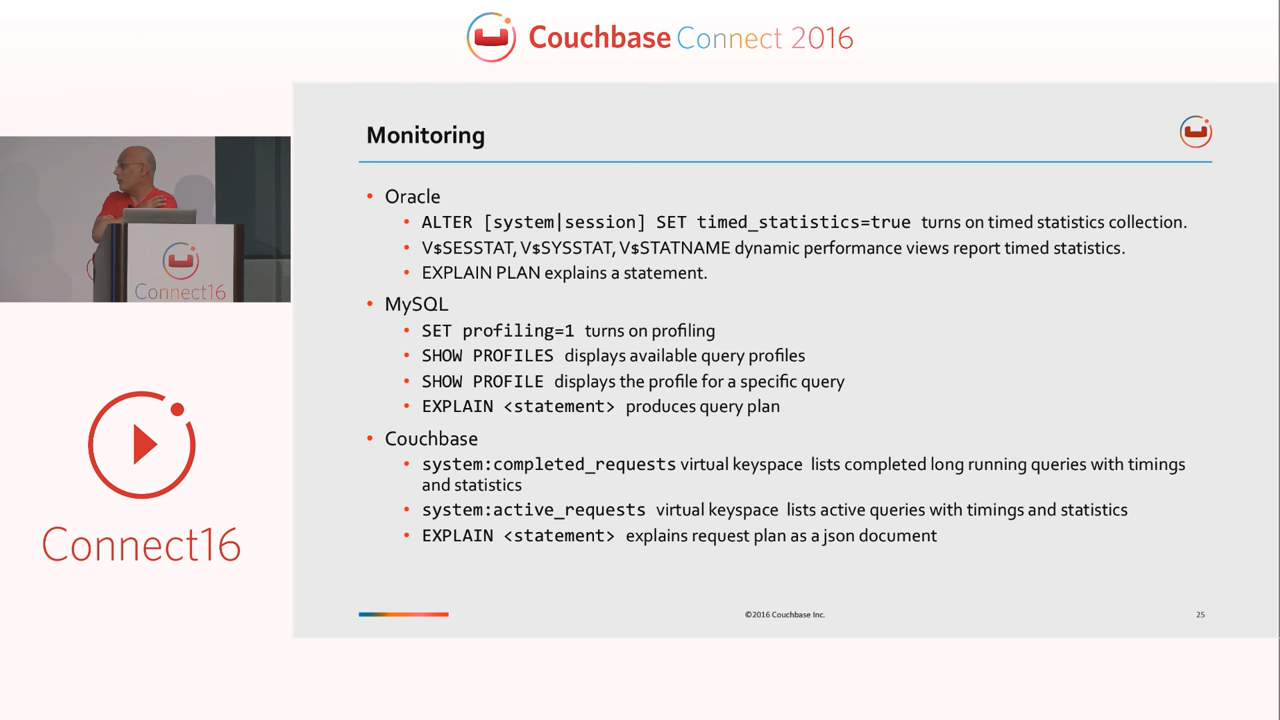 Couchbase Connect 2016
Monitoring
• Oracle
• ALTER [system|session] SET timed_statistics=true turns on timed statistics collection.
• V$SESSTAT, V$SYSSTAT, V$STATNAME dynamic performance views report timed statistics.
• EXPLAIN PLAN explains a statement.
• MySQL
• SET profiling=1 turns on profiling
• SHOW PROFILES displays available query profiles
• SHOW PROFILE displays the profile for a specific query
• EXPLAIN <statement> produces query plan
• Couchbase
• system:completed_requests virtual keyspace lists completed long running queries with timings
and statistics
• system:active_requests virtual keyspace lists active queries with timings and statistics
• EXPLAIN <statement> explains request plan as a json document
©2016 Couchbase Inc.
25
Connect16
Connect16